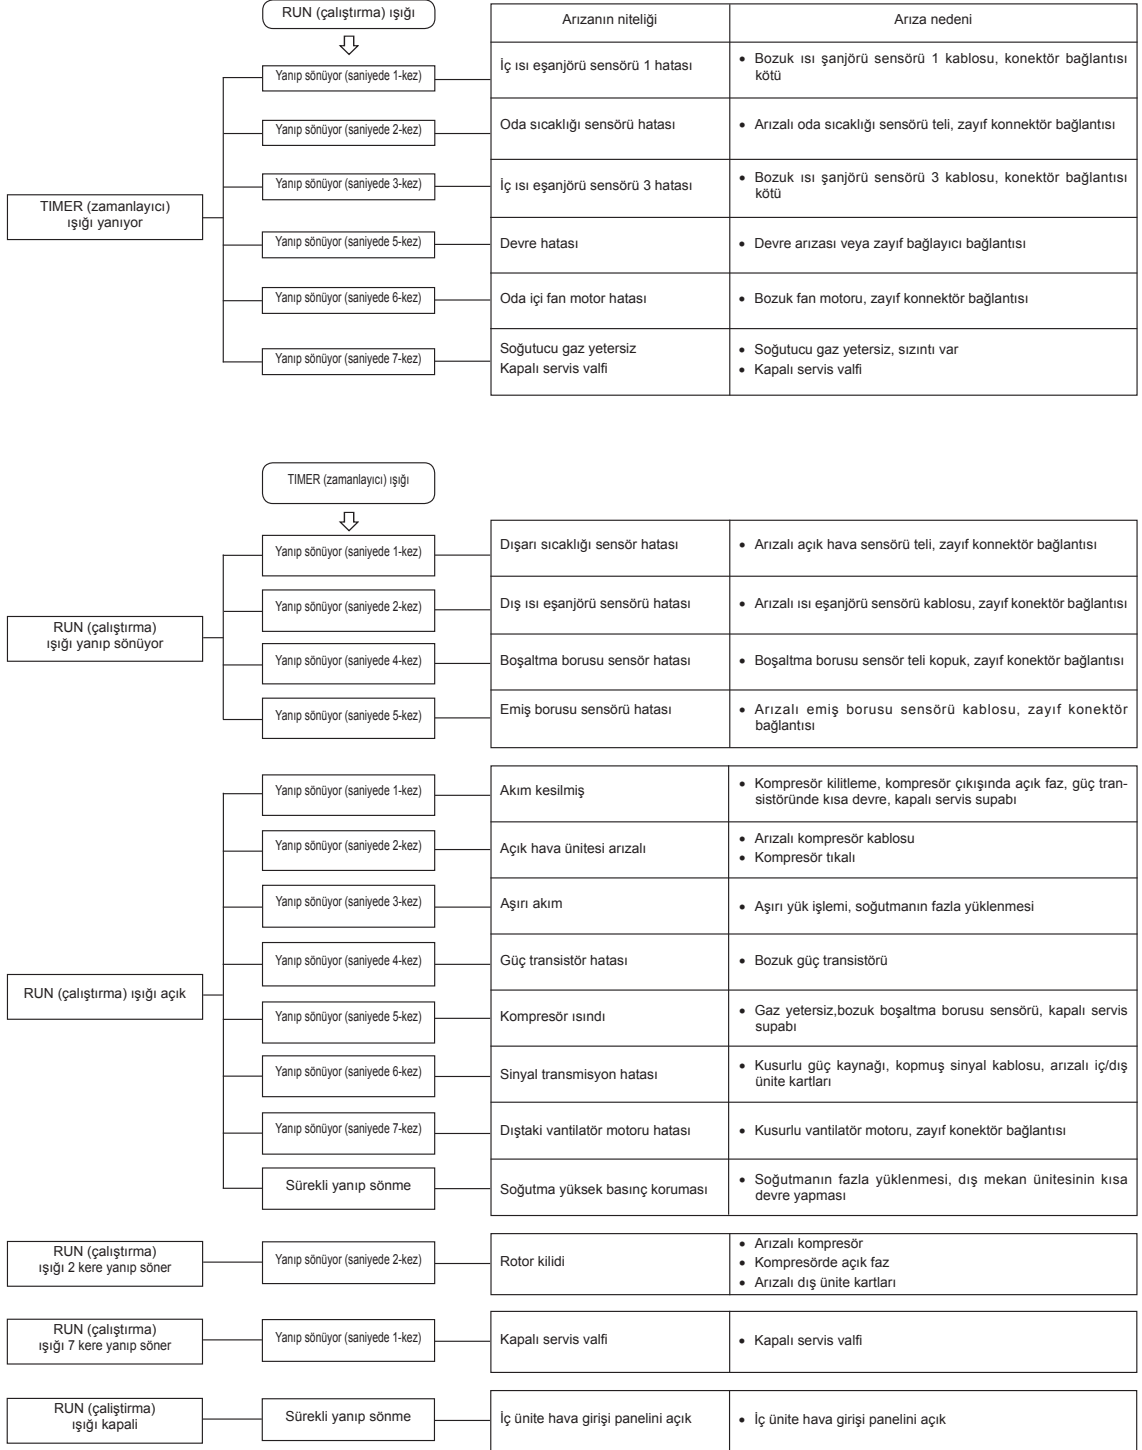 RUN (çalıştırma) ışığı
Arızanın niteliği
Arıza nedeni
TIMER (zamanlayıcı)
ışığı yanıyor
Yanıp sönüyor (saniyede 1-kez)
İç ısı eşanjörü sensörü 1 hatası
• Bozuk ısı şanjörü sensörü 1 kablosu, konektör bağlantısı
kötü
Yanıp sönüyor (saniyede 2-kez)
Oda sıcaklığı sensörü hatası
• Arızalı oda sıcaklığı sensörü teli, zayıf konnektör bağlantısı
Yanıp sönüyor (saniyede 3-kez)
İç ısı eşanjörü sensörü 3 hatası
• Bozuk ısı şanjörü sensörü 3 kablosu, konektör bağlantısı
kötü
Yanıp sönüyor (saniyede 5-kez)
Devre hatası
• Devre arızası veya zayıf bağlayıcı bağlantısı
Yanıp sönüyor (saniyede 6-kez)
Oda içi fan motor hatası
• Bozuk fan motoru, zayıf konnektör bağlantısı
Yanıp sönüyor (saniyede 7-kez)
Soğutucu gaz yetersiz
Kapalı servis valfi
• Soğutucu gaz yetersiz, sızıntı var
• Kapalı servis valfi
TIMER (zamanlayıcı) ışığı
RUN (çalıştırma)
ışığı yanıp sönüyor
Yanıp sönüyor (saniyede 1-kez)
Dışarı sıcaklığı sensör hatası
• Arızalı açık hava sensörü teli, zayıf konnektör bağlantısı
Yanıp sönüyor (saniyede 2-kez)
Dış ısı eşanjörü sensörü hatası
• Arızalı ısı eşanjörü sensörü kablosu, zayıf konektör bağlantısı
Yanıp sönüyor (saniyede 4-kez)
Boşaltma borusu sensör hatası
• Boşaltma borusu sensör teli kopuk, zayıf konektör bağlantısı
Yanıp sönüyor (saniyede 5-kez)
Emiş borusu sensörü hatası
• Arızalı emiş borusu sensörü kablosu, zayıf konektör
bağlantısı
RUN (çalıştırma) ışığı açık
Yanıp sönüyor (saniyede 1-kez)
Akım kesilmiş
• Kompresör kilitleme, kompresör çıkışında açık faz, güç tran-
sistöründe kısa devre, kapalı servis supabı
Yanıp sönüyor (saniyede 2-kez)
Açık hava ünitesi arızalı
• Arızalı kompresör kablosu
• Kompresör tıkalı
Yanıp sönüyor (saniyede 3-kez)
Aşırı akım
• Aşırı yük işlemi, soğutmanın fazla yüklenmesi
Yanıp sönüyor (saniyede 4-kez)
Güç transistör hatası
• Bozuk güç transistörü
Yanıp sönüyor (saniyede 5-kez)
Kompresör ısındı
• Gaz yetersiz,bozuk boşaltma borusu sensörü, kapalı servis
supabı
Yanıp sönüyor (saniyede 6-kez)
Sinyal transmisyon hatası
• Kusurlu güç kaynağı, kopmuş sinyal kablosu, arızalı iç/dış
ünite kartları
Yanıp sönüyor (saniyede 7-kez)
Dıştaki vantilatör motoru hatası
• Kusurlu vantilatör motoru, zayıf konektör bağlantısı
Sürekli yanıp sönme
Soğutma yüksek basınç koruması
• Soğutmanın fazla yüklenmesi, dış mekan ünitesinin kısa
devre yapması
RUN (çalıştırma)
ışığı 2 kere yanıp söner
Yanıp sönüyor (saniyede 2-kez)
Rotor kilidi
• Arızalı kompresör
• Kompresörde açık faz
• Arızalı dış ünite kartları
RUN (çalıştırma)
ışığı 7 kere yanıp söner
Yanıp sönüyor (saniyede 1-kez)
Kapalı servis valfi
• Kapalı servis valfi
RUN (çaliştirma)
ışığı kapali
Sürekli yanıp sönme
İç ünite hava girişi panelini açık
• İç ünite hava girişi panelini açık